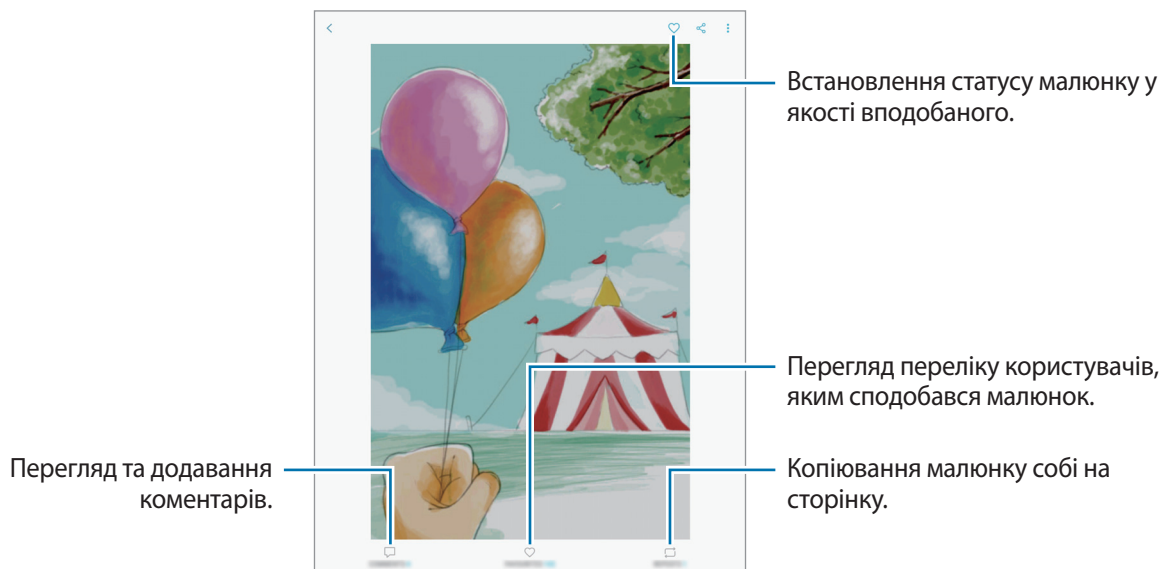 Встановлення статусу малюнку у
якості вподобаного.
Перегляд переліку користувачів,
яким сподобався малюнок.
Перегляд та додавання
коментарів.
Копіювання малюнку собі на
сторінку.